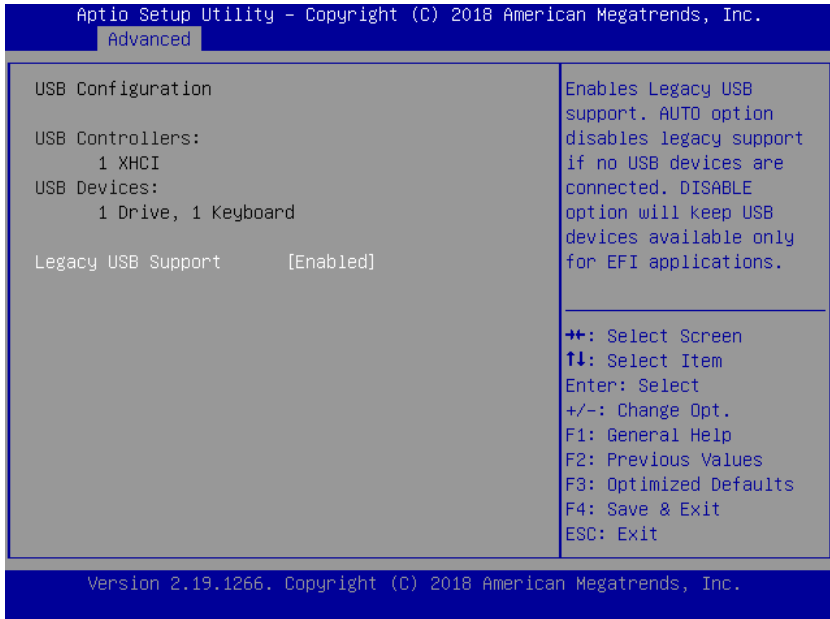 Aptio Setup Utility – Copyright (C) 2018 American Megatrends, Inc.
Advanced
USB Configuration
USB Controllers:
1 XHCI
USB Devices:
1 Drive, 1 Keyboard
Legacy USB Support [Enabled]
Enables Legacy USB
support. AUTO option
disables legacy support
if no USB devices are
connected. DISABLE
option will keep USB
devices available only
for EFI applications.
→←: Select Screen
↑↓: Select Item
Enter: Select
+/-: Change Opt.
F1: General Help
F2: Previous Values
F3: Optimized Defaults
F4: Save & Exit
ESC: Exit
Version 2.19.1266. Copyright (C) 2018 American Megatrends, Inc.